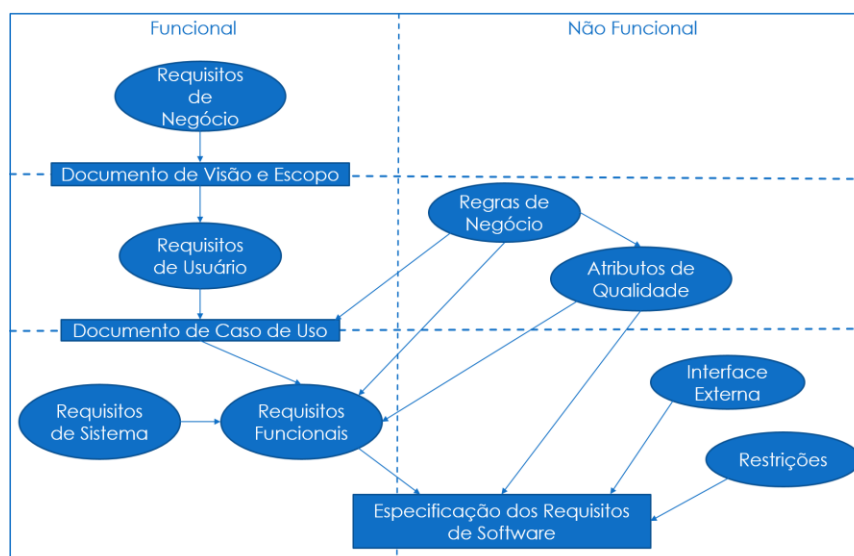 Funcional
Não Funcional
Requisitos
de
Negócio
Documento de Visão e Escopo
Regras de
Negócio
Requisitos
de Usuário
Atributos de
Qualidade
Documento de Caso de Uso
Interface
Externa
Requisitos
de Sistema
Requisitos
Funcionais
Restrições
Especificação dos Requisitos
de Software